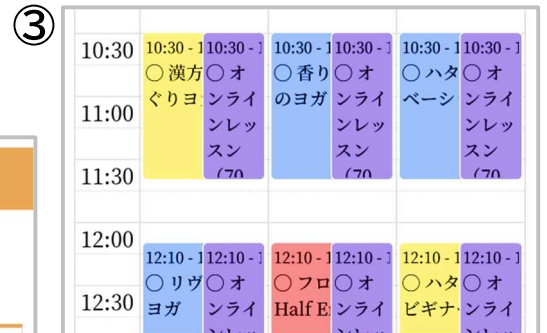 ③
10:30
11:00
11:30
12:00
12:30
10:30 - 1
○ 漢方
ぐりヨ
10:30 - 1
○ オ
ンライ
ンレッ
スン
(70
10:30 - 1
○ 香り
のヨガ
10:30 - 1
○ オ
ンライ
ンレッ
スン
(70
10:30 - 1
○ ハタ
ベーシ
10:30 - 1
○ オ
ンライ
ンレッ
スン
(70
12:10 - 1
○ リヴ
ヨガ
12:10 - 1
○ オ
ンライ
12:10 - 1
○ フロ
Half E
12:10 - 1
○ オ
ンライ
12:10 - 1
○ ハタ
ビギナ
12:10 - 1
○ オ
ンライ